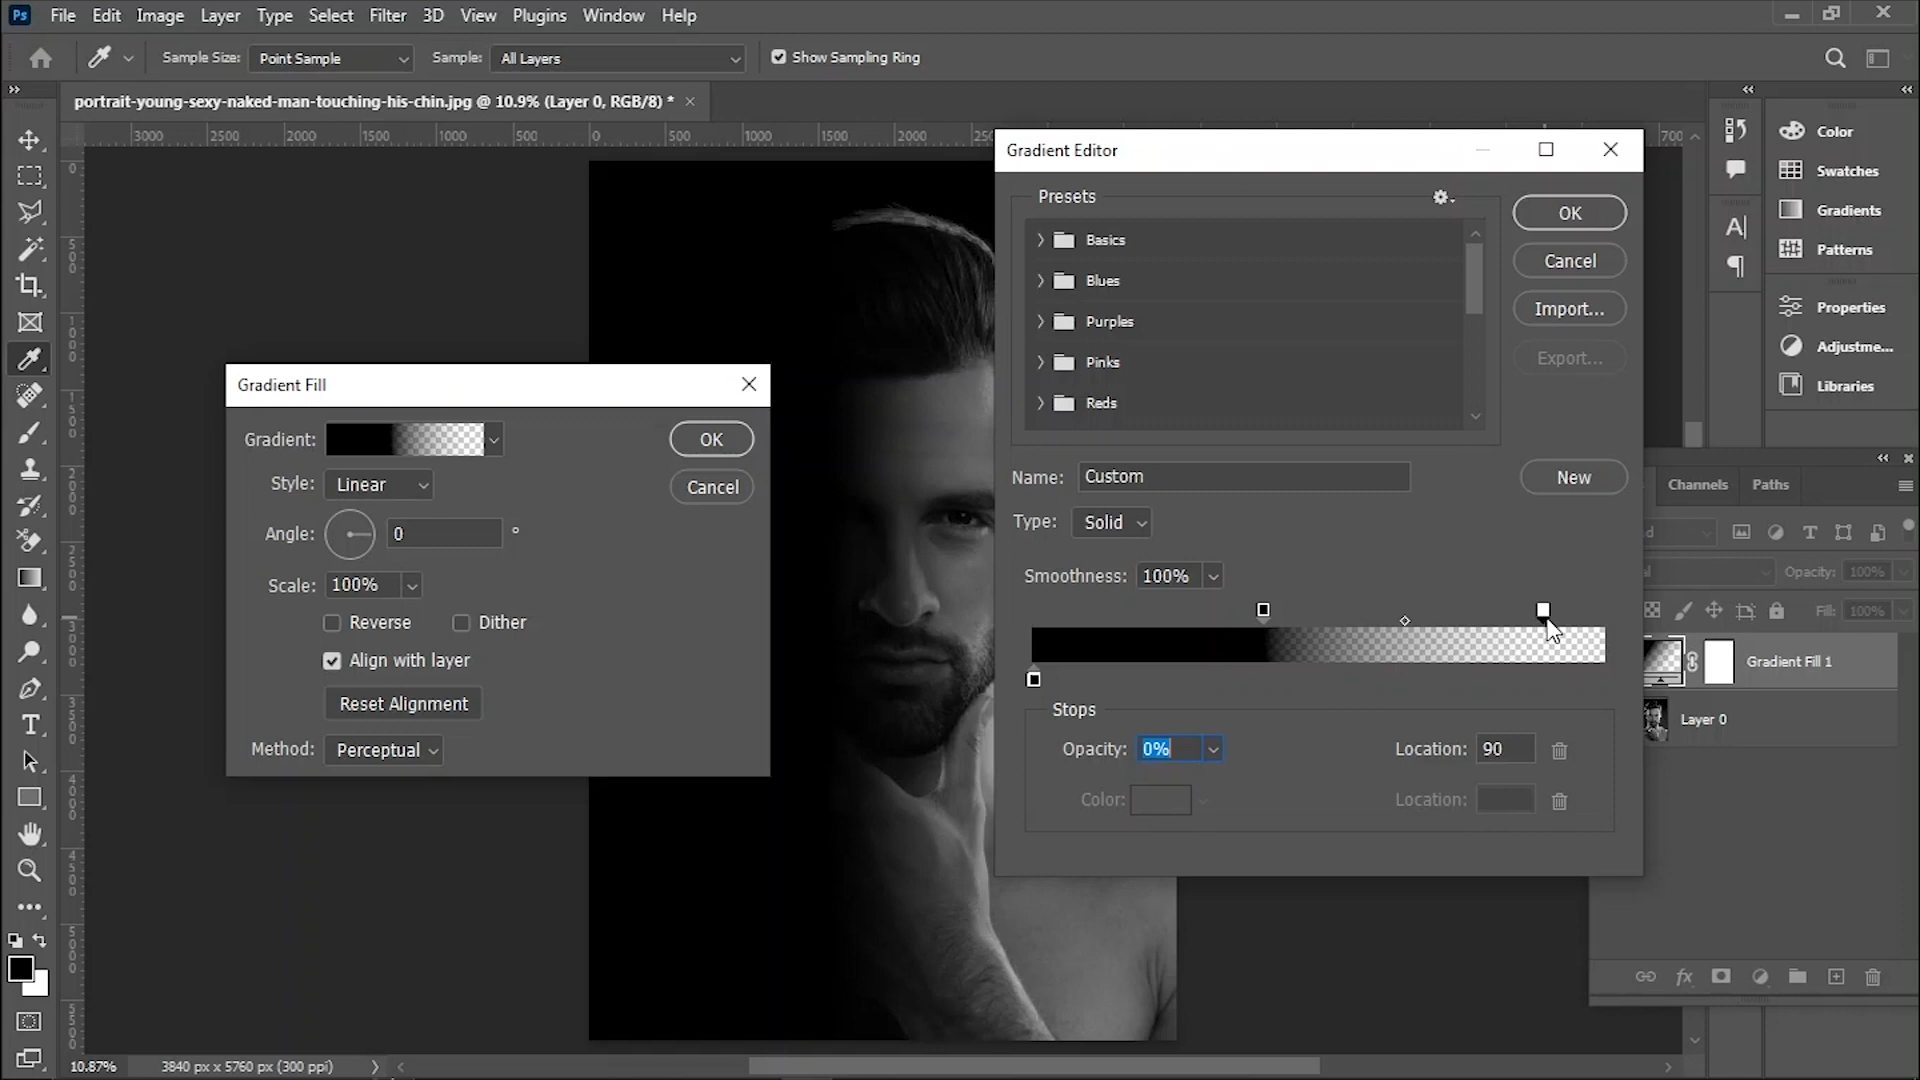 Ps File Edit Image Layer Type Select Filter 3D View Plugins Window Help
Sample Size: Point Sample Sample: All Layers Show Sampling Ring
portrait-young-sexy-naked-man-touching-his-chin.jpg @ 10.9% (Layer 0, RGB/8) *
3000 2500 2000 1500 1000 500 0 500 1000 1500 2000
Gradient Editor
Presets
Basics
Blues
Purples
Pinks
Reds
OK
Cancel
Import...
Export...
Name: Custom
New
Type: Solid
Smoothness: 100%
Stops
Opacity: 0% Location: 90
Color: Location:
Gradient Fill
Gradient:
OK
Style: Linear
Cancel
Angle: 0 °
Scale: 100%
Reverse Dither
Align with layer
Reset Alignment
Method: Perceptual
Color
Swatches
Gradients
Patterns
Properties
Adjustme...
Libraries
Channels Paths
Opacity: 100%
Fill: 100%
Gradient Fill 1
Layer 0
fx
10.87% 3840 px x 5760 px (300 ppi)